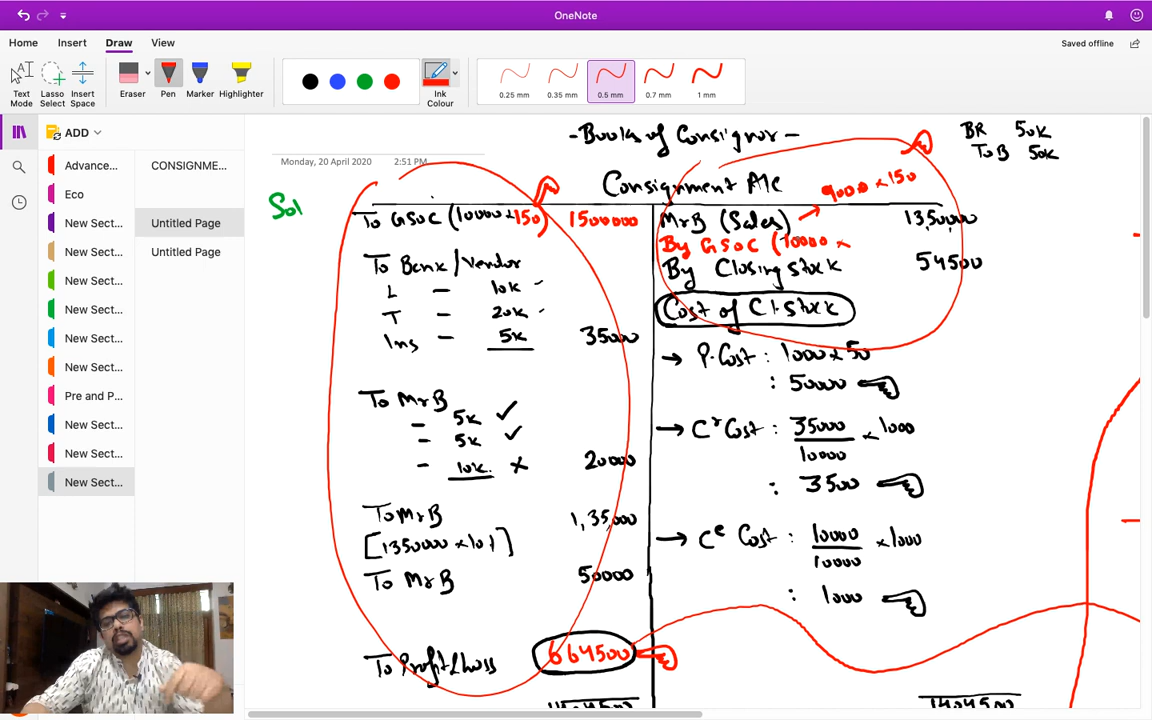 OneNote
Home Insert Draw View
Saved offline
Text Mode
Lasso Select
Insert Space
Eraser
Pen
Marker
Highlighter
Ink Colour
0.25 mm
0.35 mm
0.5 mm
0.7 mm
1 mm
ADD
Advance...
Eco
New Sect...
New Sect...
New Sect...
New Sect...
New Sect...
New Sect...
Pre and P...
New Sect...
New Sect...
New Sect...
CONSIGNME...
Untitled Page
Untitled Page
Monday, 20 April 2020 2:51 PM
-Books of Consignor-
BR 50K
To B 50K
Consignment A/c
9000 x 150
Sol
To GSOC (10000 x 150) 1500000
To Bank/Vendor
L - 10K
T - 20K
Ins - 5K 35000
To Mr B
- 5K ✓
- 5K ✓
- 10K. x 20000
To Mr B 1,35,000
[1350000 x 10%]
To Mr B 50000
To Profit & Loss 664500
Mr B (Sales) 13,50,000
By GSOC (10000 x
By Closing Stock 54500
Cost of Cl. Stock
→ P. Cost : 1000 x 50
: 50000
→ Cr Cost : 35000 x 1000
10000
: 3500
→ Ce Cost : 10000 x 1000
10000
: 1000
1404500